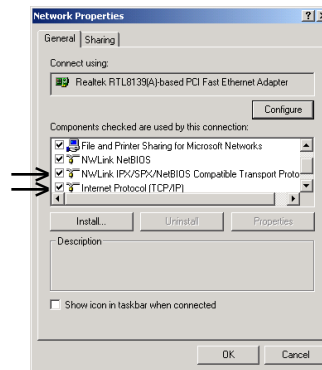 Network Properties
General
Sharing
Connect using:
Realtek RTL8139(A)-based PCI Fast Ethernet Adapter
Configure
Components checked are used by this connection:
File and Printer Sharing for Microsoft Networks
NWLink NetBIOS
NWLink IPX/SPX/NetBIOS Compatible Transport Proto
Internet Protocol (TCP/IP)
Install...
Uninstall
Properties
Description
Show icon in taskbar when connected
OK
Cancel